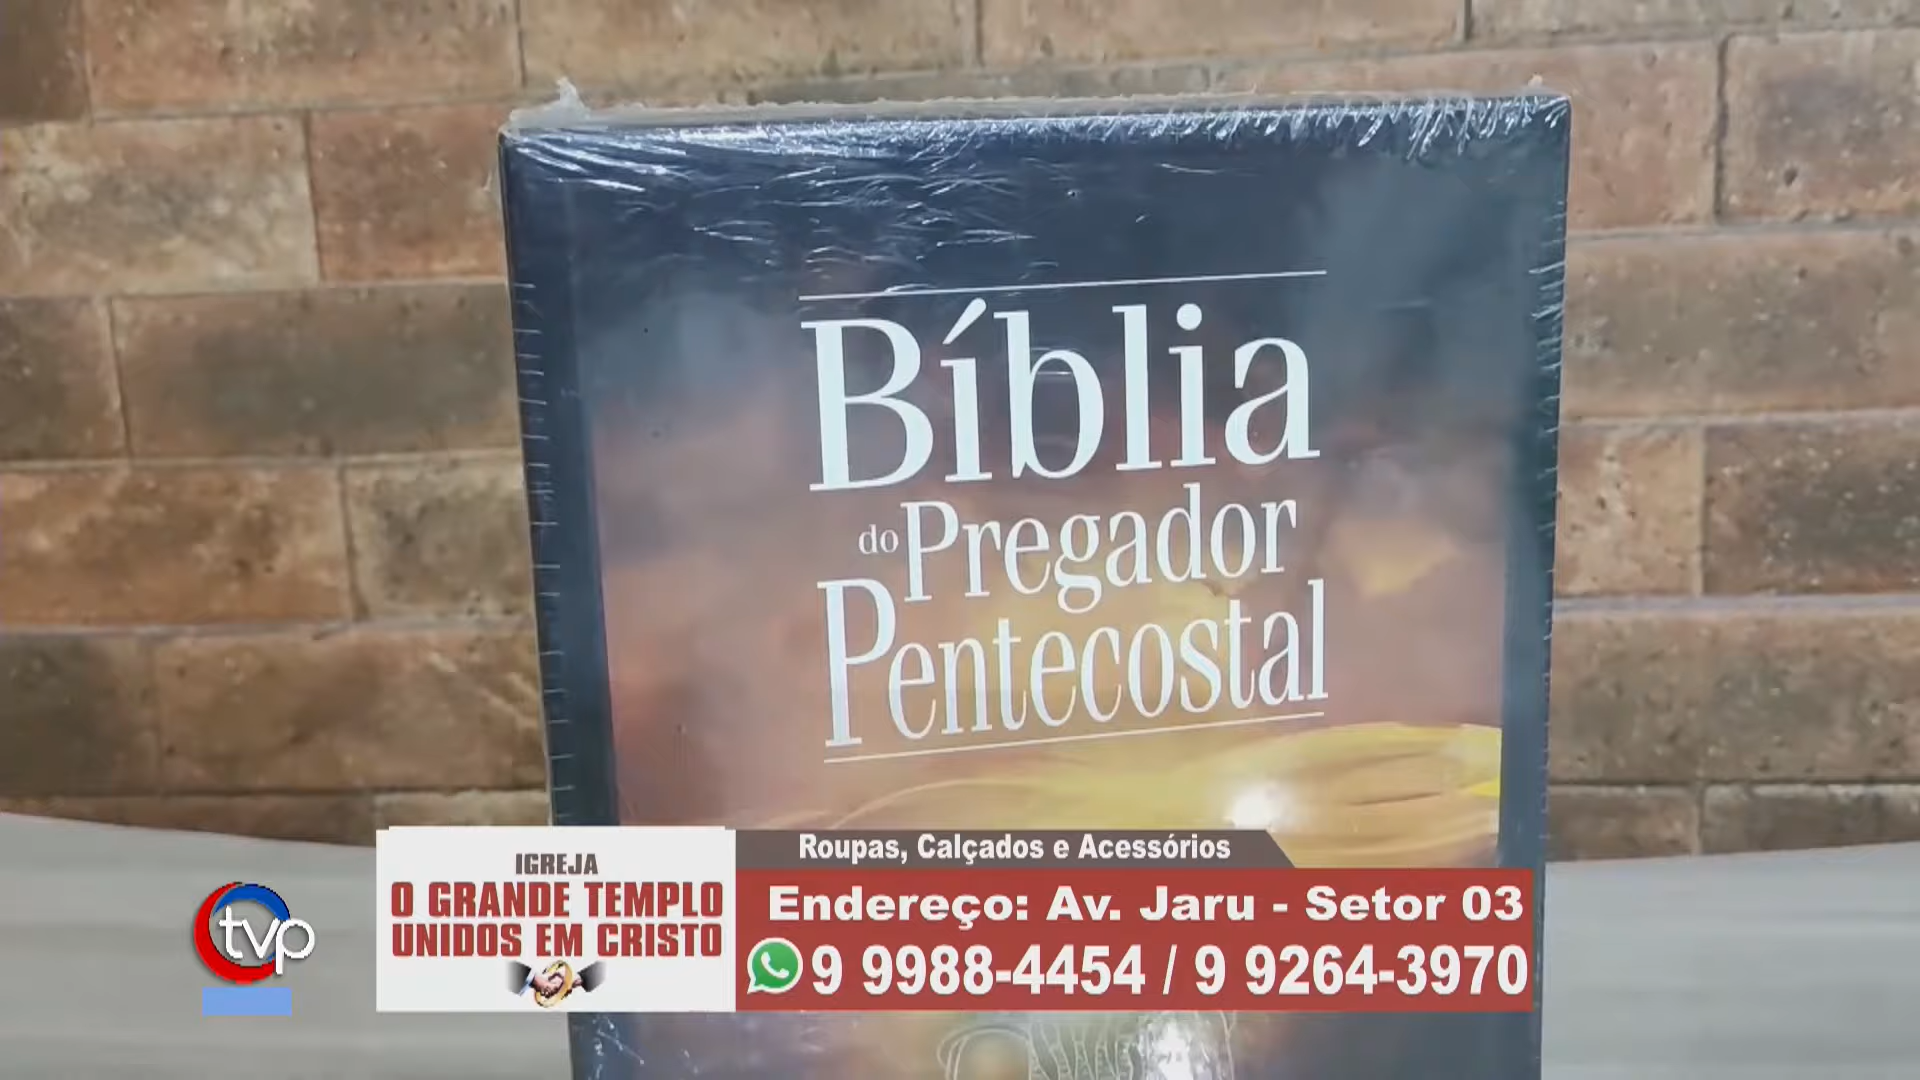 Bíblia
do Pregador
Pentecostal
Roupas, Calçados e Acessórios
IGREJA
O GRANDE TEMPLO
UNIDOS EM CRISTO
Endereço: Av. Jaru - Setor 03
9 9988-4454 / 9 9264-3970
tvp